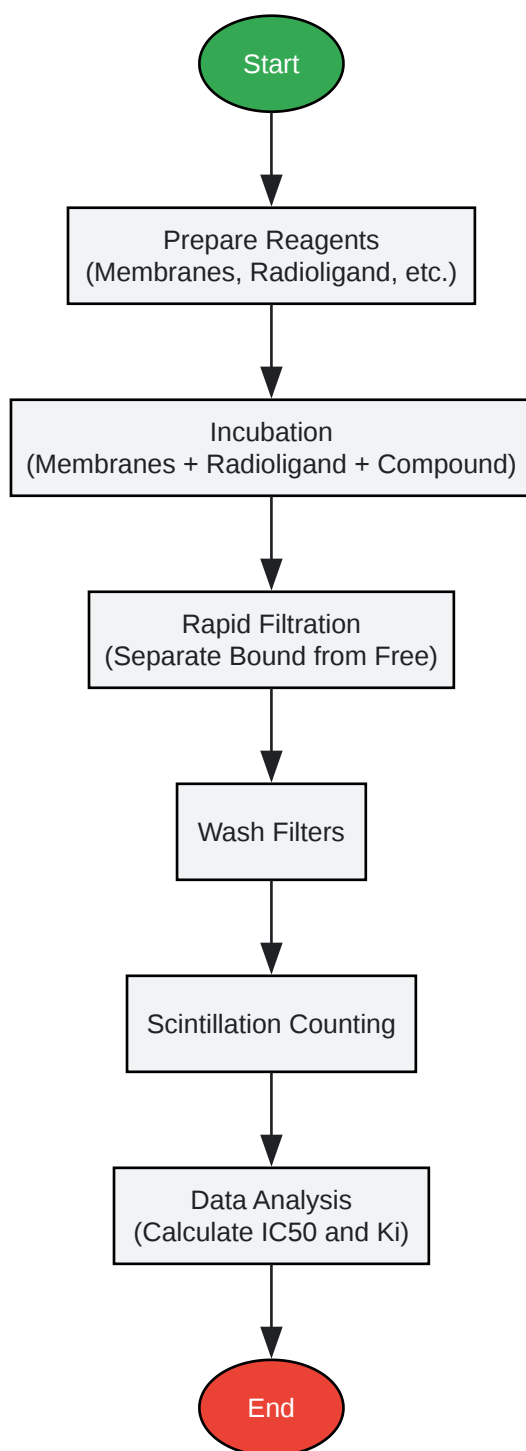 Start
Prepare Reagents
(Membranes, Radioligand, etc.)
Incubation
(Membranes + Radioligand + Compound)
Rapid Filtration
(Separate Bound from Free)
Wash Filters
Scintillation Counting
Data Analysis
(Calculate IC50 and Ki)
End